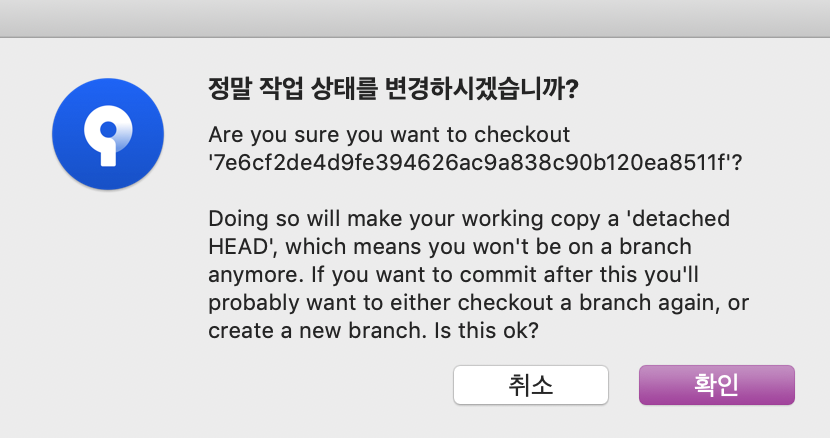 정말 작업 상태를 변경하시겠습니까?
Are you sure you want to checkout
'7e6cf2de4d9fe394626ac9a838c90b120ea8511f'?
Doing so will make your working copy a 'detached
HEAD', which means you won't be on a branch
anymore. If you want to commit after this you'll
probably want to either checkout a branch again, or
create a new branch. Is this ok?
취소
확인